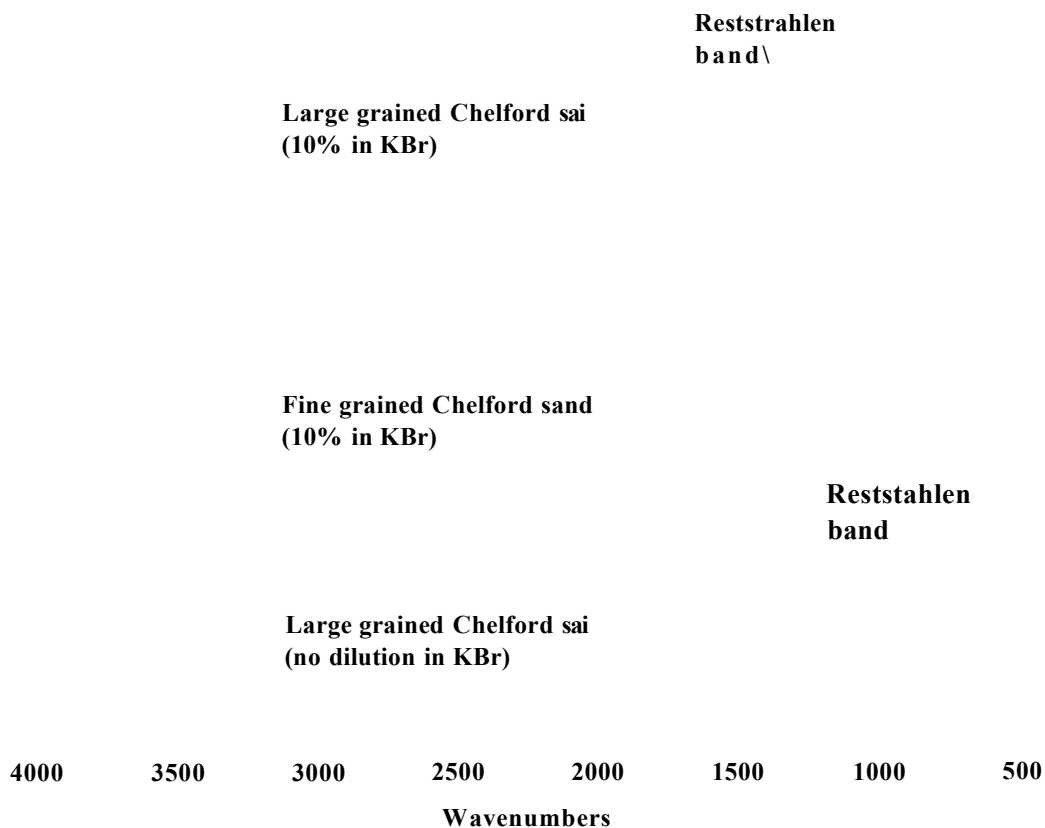 Reststrahlen
band\
Large grained Chelford sai
(10% in KBr)
Fine grained Chelford sand
(10% in KBr)
Reststahlen
band
Large grained Chelford sai
(no dilution in KBr)
4000 3500 3000 2500 2000 1500 1000 500
Wavenumbers